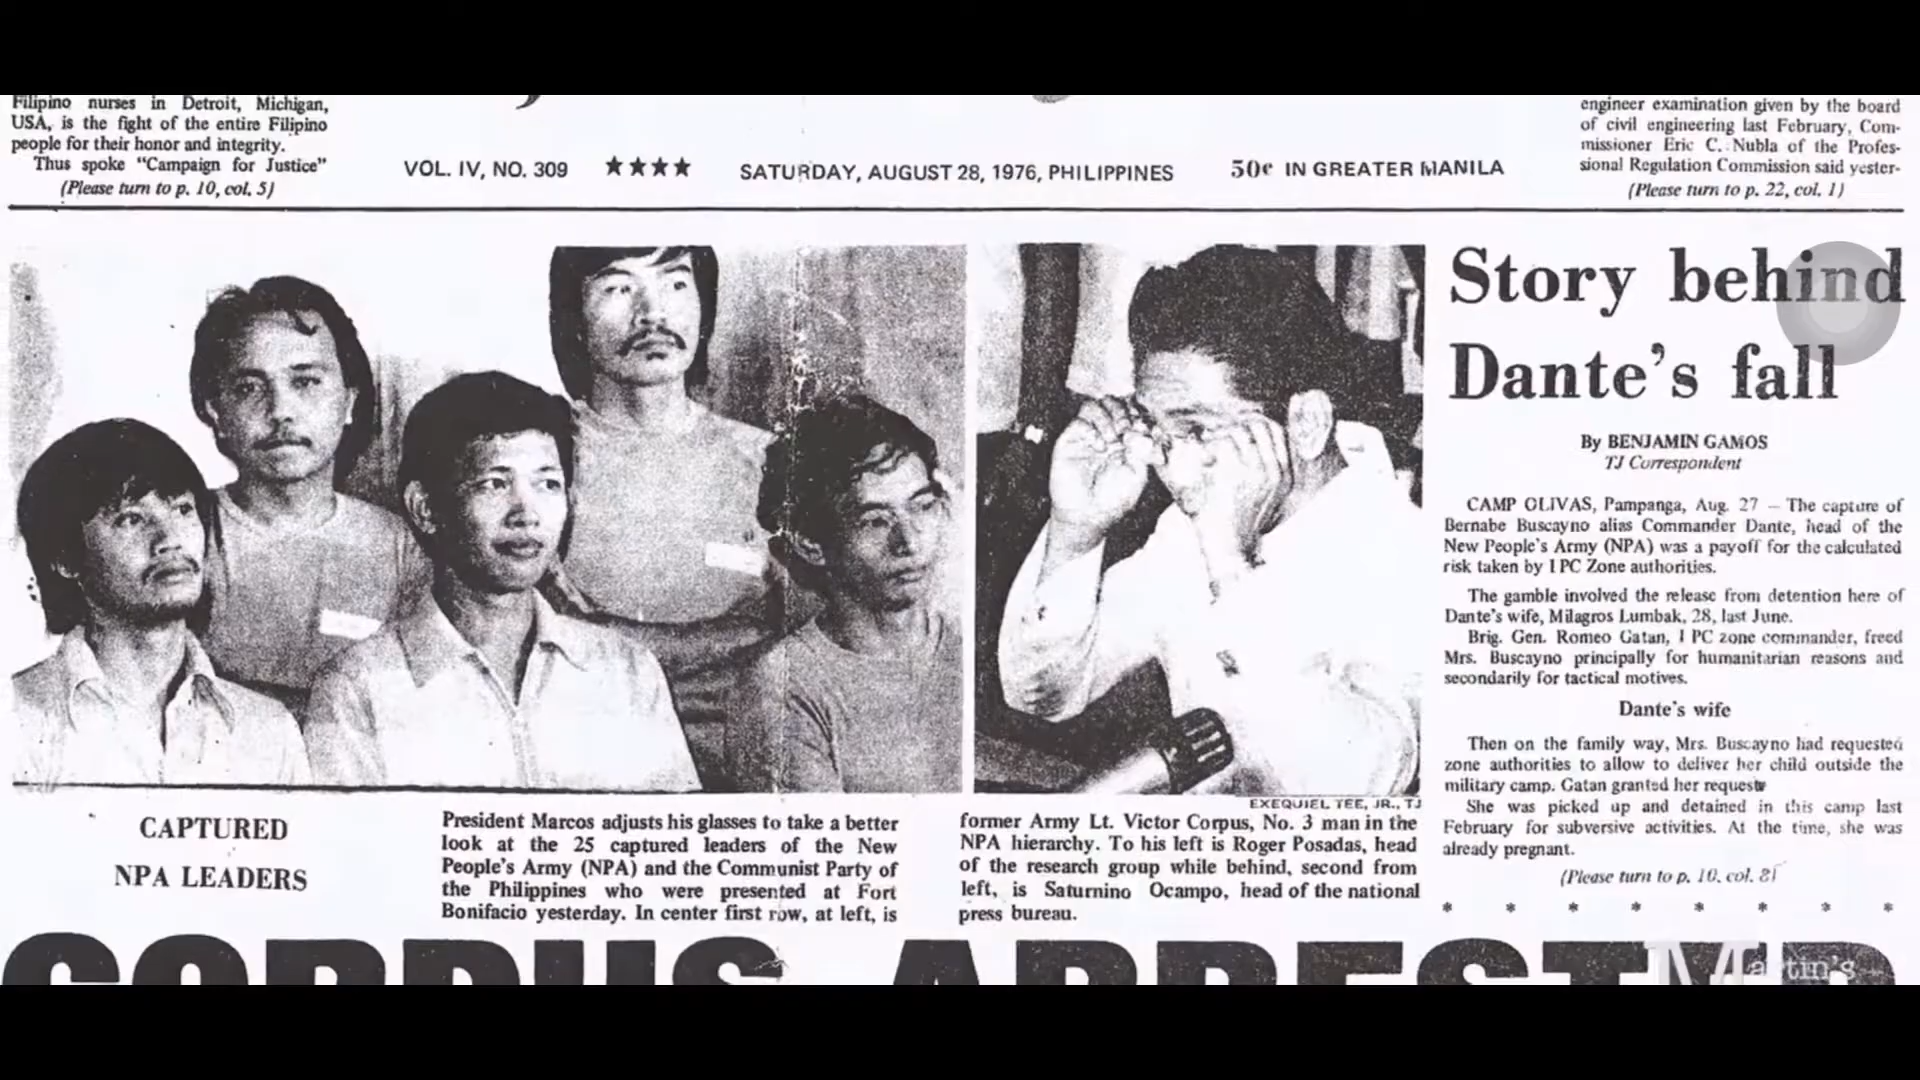 Filipino nurses in Detroit, Michigan,
USA, is the fight of the entire Filipino
people for their honor and integrity.
Thus spoke “Campaign for Justice”
(Please turn to p. 10, col. 5)
VOL. IV, NO. 309 ★★★★ SATURDAY, AUGUST 28, 1976, PHILIPPINES 50¢ IN GREATER MANILA
engineer examination given by the board
of civil engineering last February, Com-
missioner Eric C. Nubla of the Profes-
sional Regulation Commission said yester-
(Please turn to p. 22, col. 1)
EXEQUIEL TEE, JR., TJ
CAPTURED
NPA LEADERS
President Marcos adjusts his glasses to take a better
look at the 25 captured leaders of the New
People's Army (NPA) and the Communist Party of
the Philippines who were presented at Fort
Bonifacio yesterday. In center first row, at left, is
former Army Lt. Victor Corpus, No. 3 man in the
NPA hierarchy. To his left is Roger Posadas, head
of the research group while behind, second from
left, is Saturnino Ocampo, head of the national
press bureau.
Story behind
Dante's fall
By BENJAMIN GAMOS
TJ Correspondent
CAMP OLIVAS, Pampanga, Aug. 27 — The capture of
Bernabe Buscayno alias Commander Dante, head of the
New People's Army (NPA) was a payoff for the calculated
risk taken by I PC Zone authorities.
The gamble involved the release from detention here of
Dante's wife, Milagros Lumbak, 28, last June.
Brig. Gen. Romeo Gatan, I PC zone commander, freed
Mrs. Buscayno principally for humanitarian reasons and
secondarily for tactical motives.
Dante's wife
Then on the family way, Mrs. Buscayno had requested
zone authorities to allow to deliver her child outside the
military camp. Gatan granted her request.
She was picked up and detained in this camp last
February for subversive activities. At the time, she was
already pregnant.
(Please turn to p. 10, col. 8)
* * * * * * * *
CORPUS ARREST
Martin's